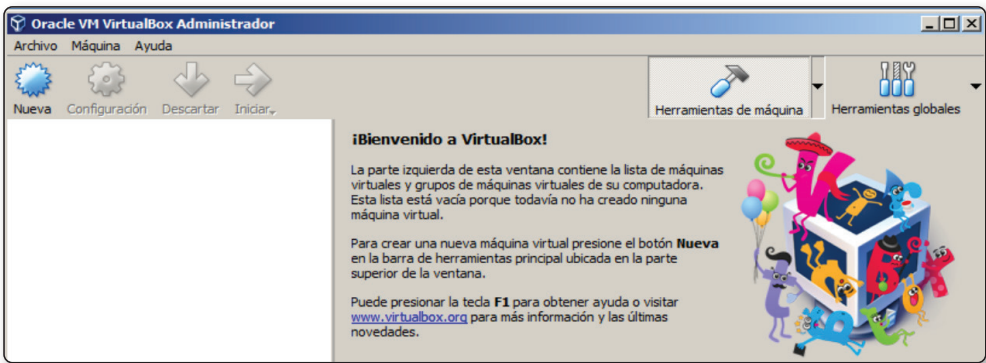 Oracle VM VirtualBox Administrador
Archivo Máquina Ayuda
Nueva Configuración Descartar Iniciar Herramientas de máquina Herramientas globales
¡Bienvenido a VirtualBox!
La parte izquierda de esta ventana contiene la lista de máquinas
virtuales y grupos de máquinas virtuales de su computadora.
Esta lista está vacía porque todavía no ha creado ninguna
máquina virtual.
Para crear una nueva máquina virtual presione el botón Nueva
en la barra de herramientas principal ubicada en la parte
superior de la ventana.
Puede presionar la tecla F1 para obtener ayuda o visitar
www.virtualbox.org para más información y las últimas
novedades.